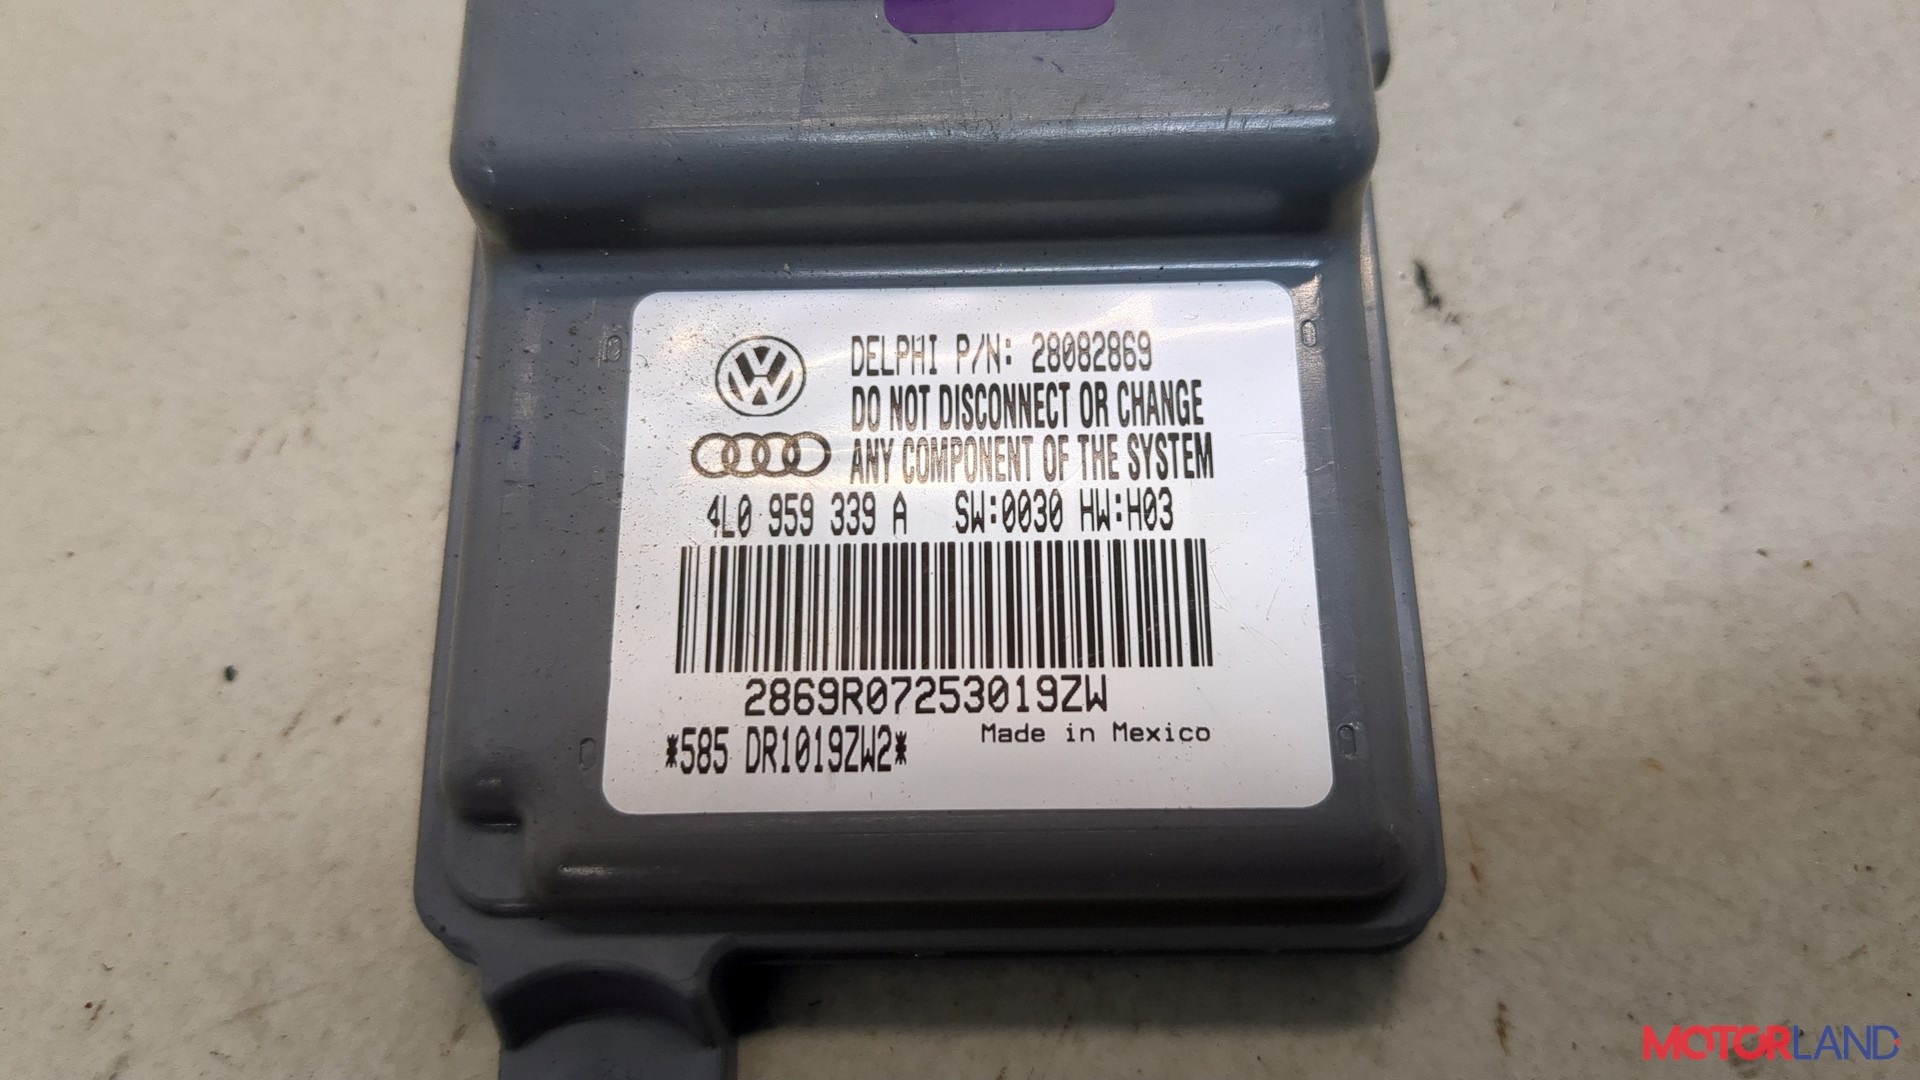 DELPHI P/N: 28082869
DO NOT DISCONNECT OR CHANGE
ANY COMPONENT OF THE SYSTEM
4L0 959 339 A SW:0030 HW:H03
2869R07253019ZW
*585 DR1019ZW2*
Made in Mexico
MOTORLAND